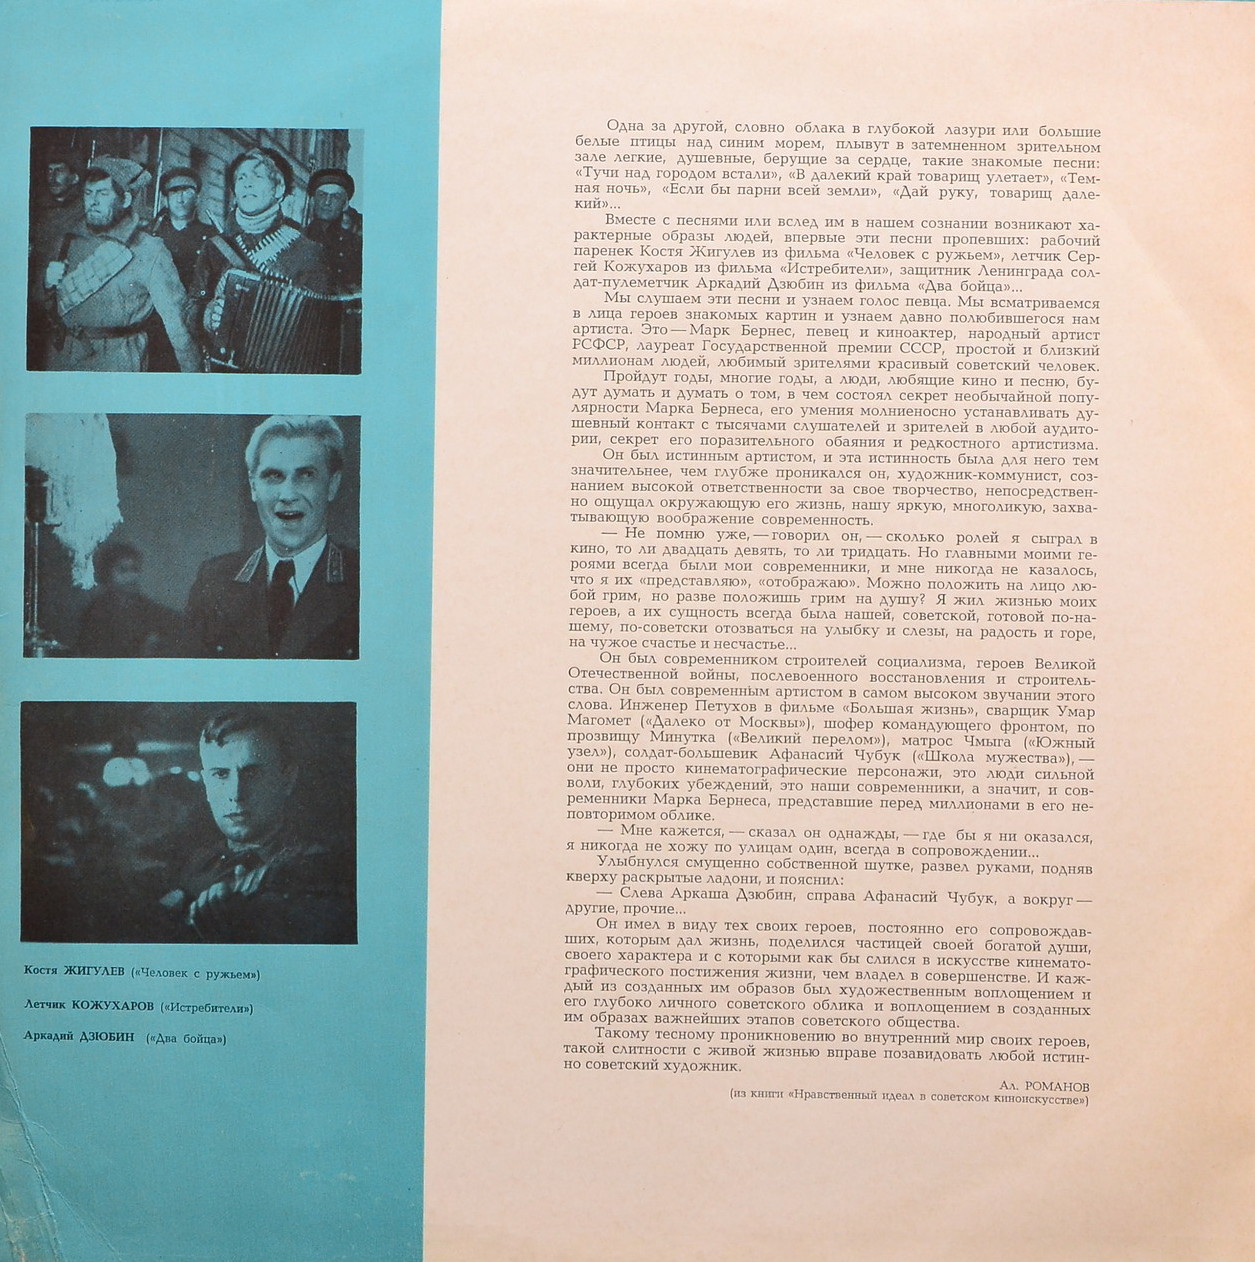 Костя ЖИГУЛЕВ («Человек с ружьем»)
Летчик КОЖУХАРОВ («Истребители»)
Аркадий ДЗЮБИН («Два бойца»)
Одна за другой, словно облака в глубокой лазури или большие
белые птицы над синим морем, плывут в затемненном зрительном
зале легкие, душевные, берущие за сердце, такие знакомые песни:
«Тучи над городом встали», «В далекий край товарищ улетает», «Тем-
ная ночь», «Если бы парни всей земли», «Дай руку, товарищ дале-
кий»...
Вместе с песнями или вслед им в нашем сознании возникают ха-
рактерные образы людей, впервые эти песни пропевших: рабочий
паренек Костя Жигулев из фильма «Человек с ружьем», летчик Сер-
гей Кожухаров из фильма «Истребители», защитник Ленинграда сол-
дат-пулеметчик Аркадий Дзюбин из фильма «Два бойца»...
Мы слушаем эти песни и узнаем голос певца. Мы всматриваемся
в лица героев знакомых картин и узнаем давно полюбившегося нам
артиста. Это — Марк Бернес, певец и киноактер, народный артист
РСФСР, лауреат Государственной премии СССР, простой и близкий
миллионам людей, любимый зрителями красивый советский человек.
Пройдут годы, многие годы, а люди, любящие кино и песню, бу-
дут думать и думать о том, в чем состоял секрет необычайной попу-
лярности Марка Бернеса, его умения молниеносно устанавливать ду-
шевный контакт с тысячами слушателей и зрителей в любой аудито-
рии, секрет его поразительного обаяния и редкостного артистизма.
Он был истинным артистом, и эта истинность была для него тем
значительнее, чем глубже проникался он, художник-коммунист, соз-
нанием высокой ответственности за свое творчество, непосредствен-
но ощущал окружающую его жизнь, нашу яркую, многоликую, захва-
тывающую воображение современность.
— Не помню уже, — говорил он, — сколько ролей я сыграл в
кино, то ли двадцать девять, то ли тридцать. Но главными моими ге-
роями всегда были мои современники, и мне никогда не казалось,
что я их «представляю», «отображаю». Можно положить на лицо лю-
бой грим, но разве положишь грим на душу? Я жил жизнью моих
героев, а их сущность всегда была нашей, советской, готовой по-на-
шему, по-советски отозваться на улыбку и слезы, на радость и горе,
на чужое счастье и несчастье...
Он был современником строителей социализма, героев Великой
Отечественной войны, послевоенного восстановления и строитель-
ства. Он был современным артистом в самом высоком звучании этого
слова. Инженер Петухов в фильме «Большая жизнь», сварщик Умар
Магомет («Далеко от Москвы»), шофер командующего фронтом, по
прозвищу Минутка («Великий перелом»), матрос Чмыга («Южный
узел»), солдат-большевик Афанасий Чубук («Школа мужества»), —
они не просто кинематографические персонажи, это люди сильной
воли, глубоких убеждений, это наши современники, а значит, и сов-
ременники Марка Бернеса, представшие перед миллионами в его не-
повторимом облике.
— Мне кажется, — сказал он однажды, — где бы я ни оказался,
я никогда не хожу по улицам один, всегда в сопровождении...
Улыбнулся смущенно собственной шутке, развел руками, подняв
кверху раскрытые ладони, и пояснил:
— Слева Аркаша Дзюбин, справа Афанасий Чубук, а вокруг —
другие, прочие...
Он имел в виду тех своих героев, постоянно его сопровождав-
ших, которым дал жизнь, поделился частицей своей богатой души,
своего характера и с которыми как бы слился в искусстве кинемато-
графического постижения жизни, чем владел в совершенстве. И каж-
дый из созданных им образов был художественным воплощением и
его глубоко личного советского облика и воплощением в созданных
им образах важнейших этапов советского общества.
Такому тесному проникновению во внутренний мир своих героев,
такой слитности с живой жизнью вправе позавидовать любой истин-
но советский художник.
Ал. РОМАНОВ
(из книги «Нравственный идеал в советском киноискусстве»)